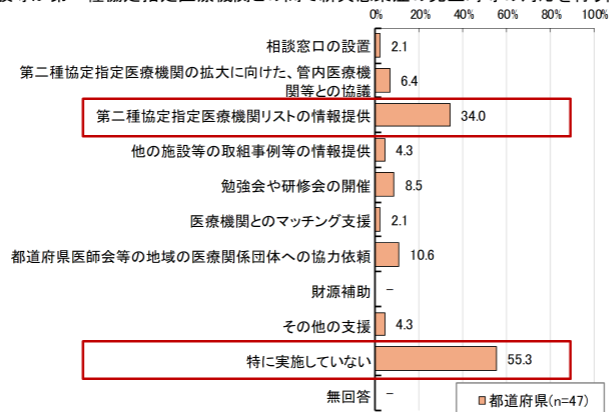 0% 20% 40% 60% 80% 100%
相談窓口の設置 2.1
第二種協定指定医療機関の拡大に向けた、管内医療機
関等との協議 6.4
第二種協定指定医療機関リストの情報提供 34.0
他の施設等の取組事例等の情報提供 4.3
勉強会や研修会の開催 8.5
医療機関とのマッチング支援 2.1
都道府県医師会等の地域の医療関係団体への協力依頼 10.6
財源補助 -
その他の支援 4.3
特に実施していない 55.3
無回答 -
都道府県(n=47)